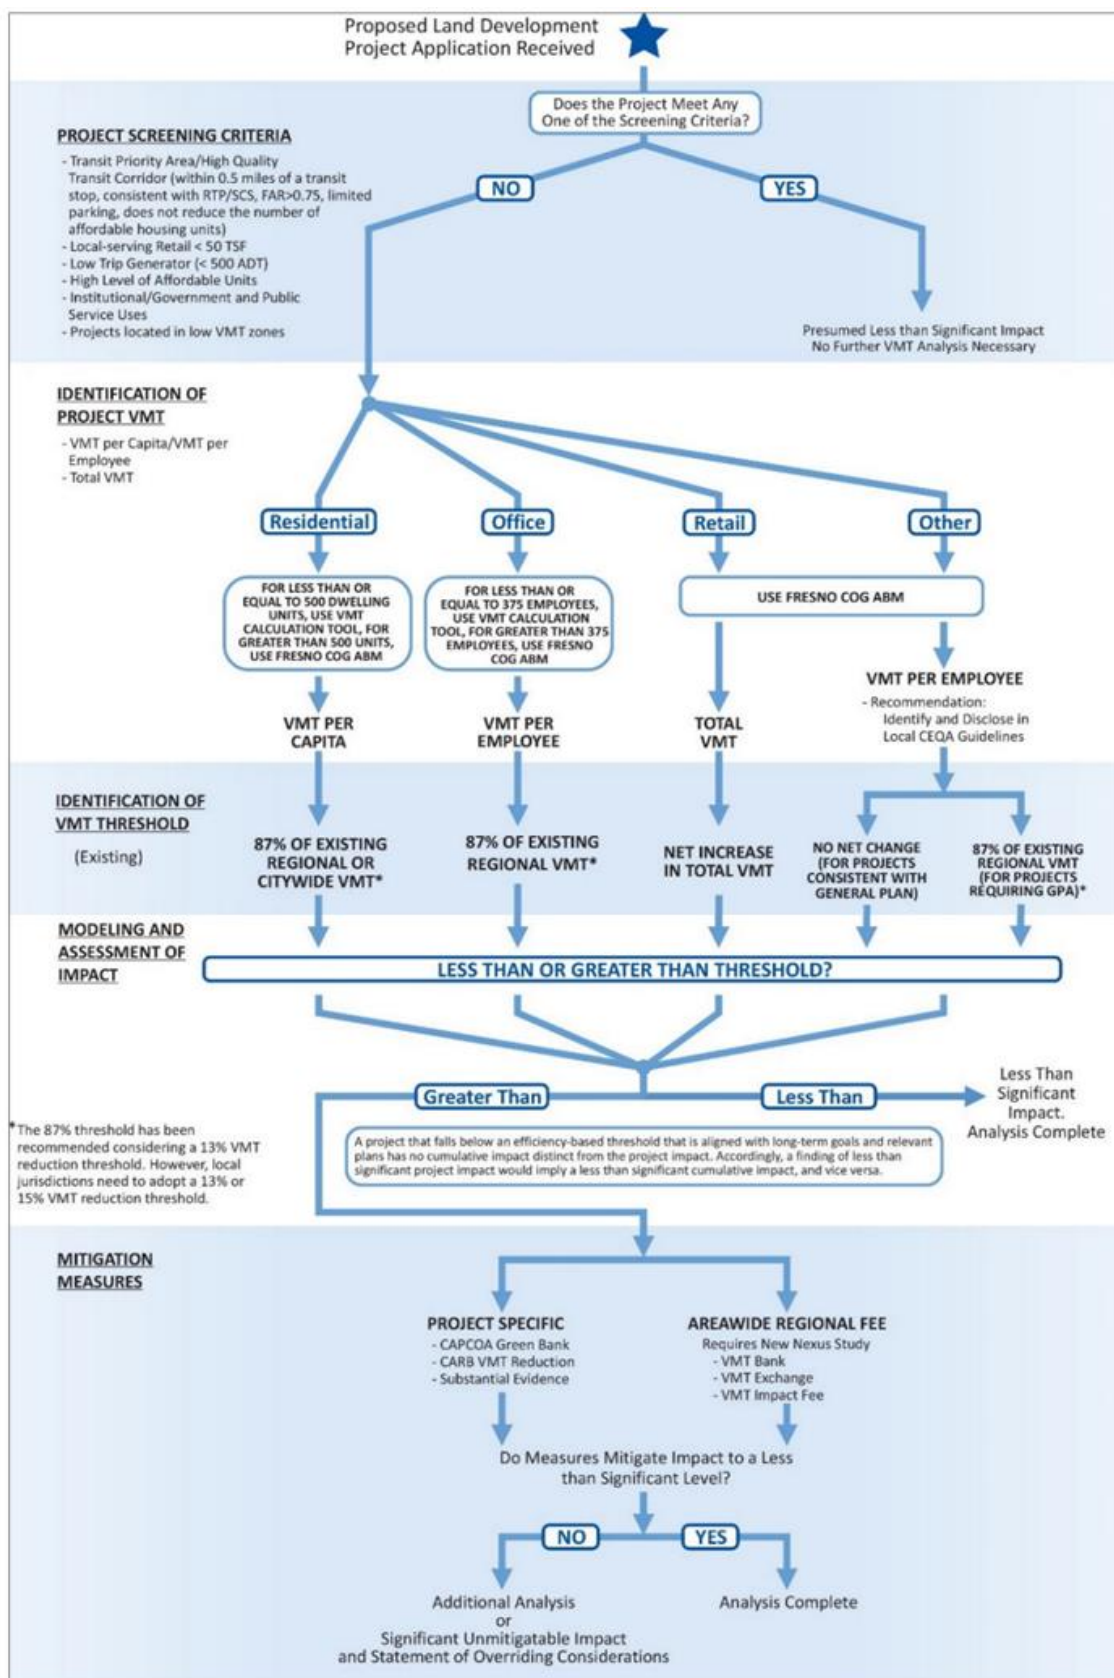 Proposed Land Development
Project Application Received
Does the Project Meet Any
One of the Screening Criteria?
PROJECT SCREENING CRITERIA
- Transit Priority Area/High Quality
Transit Corridor (within 0.5 miles of a transit
stop, consistent with RTP/SCS, FAR>0.75, limited
parking, does not reduce the number of
affordable housing units)
- Local-serving Retail < 50 TSF
- Low Trip Generator (< 500 ADT)
- High Level of Affordable Units
- Institutional/Government and Public
Service Uses
- Projects located in low VMT zones
NO
YES
Presumed Less than Significant Impact
No Further VMT Analysis Necessary
IDENTIFICATION OF
PROJECT VMT
- VMT per Capita/VMT per
Employee
- Total VMT
Residential
Office
Retail
Other
FOR LESS THAN OR
EQUAL TO 500 DWELLING
UNITS, USE VMT
CALCULATION TOOL, FOR
GREATER THAN 500 UNITS,
USE FRESNO COG ABM
FOR LESS THAN OR
EQUAL TO 375 EMPLOYEES,
USE VMT CALCULATION
TOOL, FOR GREATER THAN 375
EMPLOYEES, USE FRESNO
COG ABM
USE FRESNO COG ABM
VMT PER
CAPITA
VMT PER
EMPLOYEE
TOTAL
VMT
VMT PER EMPLOYEE
- Recommendation:
Identify and Disclose in
Local CEQA Guidelines
IDENTIFICATION OF
VMT THRESHOLD
(Existing)
87% OF EXISTING
REGIONAL OR
CITYWIDE VMT*
87% OF EXISTING
REGIONAL VMT*
NET INCREASE
IN TOTAL VMT
NO NET CHANGE
(FOR PROJECTS
CONSISTENT WITH
GENERAL PLAN)
87% OF EXISTING
REGIONAL VMT
(FOR PROJECTS
REQUIRING GPA)*
MODELING AND
ASSESSMENT OF
IMPACT
LESS THAN OR GREATER THAN THRESHOLD?
Greater Than
Less Than
Less Than
Significant
Impact.
Analysis Complete
*The 87% threshold has been
recommended considering a 13% VMT
reduction threshold. However, local
jurisdictions need to adopt a 13% or
15% VMT reduction threshold.
A project that falls below an efficiency-based threshold that is aligned with long-term goals and relevant
plans has no cumulative impact distinct from the project impact. Accordingly, a finding of less than
significant project impact would imply a less than significant cumulative impact, and vice versa.
MITIGATION
MEASURES
PROJECT SPECIFIC
- CAPCOA Green Bank
- CARB VMT Reduction
- Substantial Evidence
AREAWIDE REGIONAL FEE
Requires New Nexus Study
- VMT Bank
- VMT Exchange
- VMT Impact Fee
Do Measures Mitigate Impact to a Less
than Significant Level?
NO
YES
Additional Analysis
or
Significant Unmitigatable Impact
and Statement of Overriding Considerations
Analysis Complete